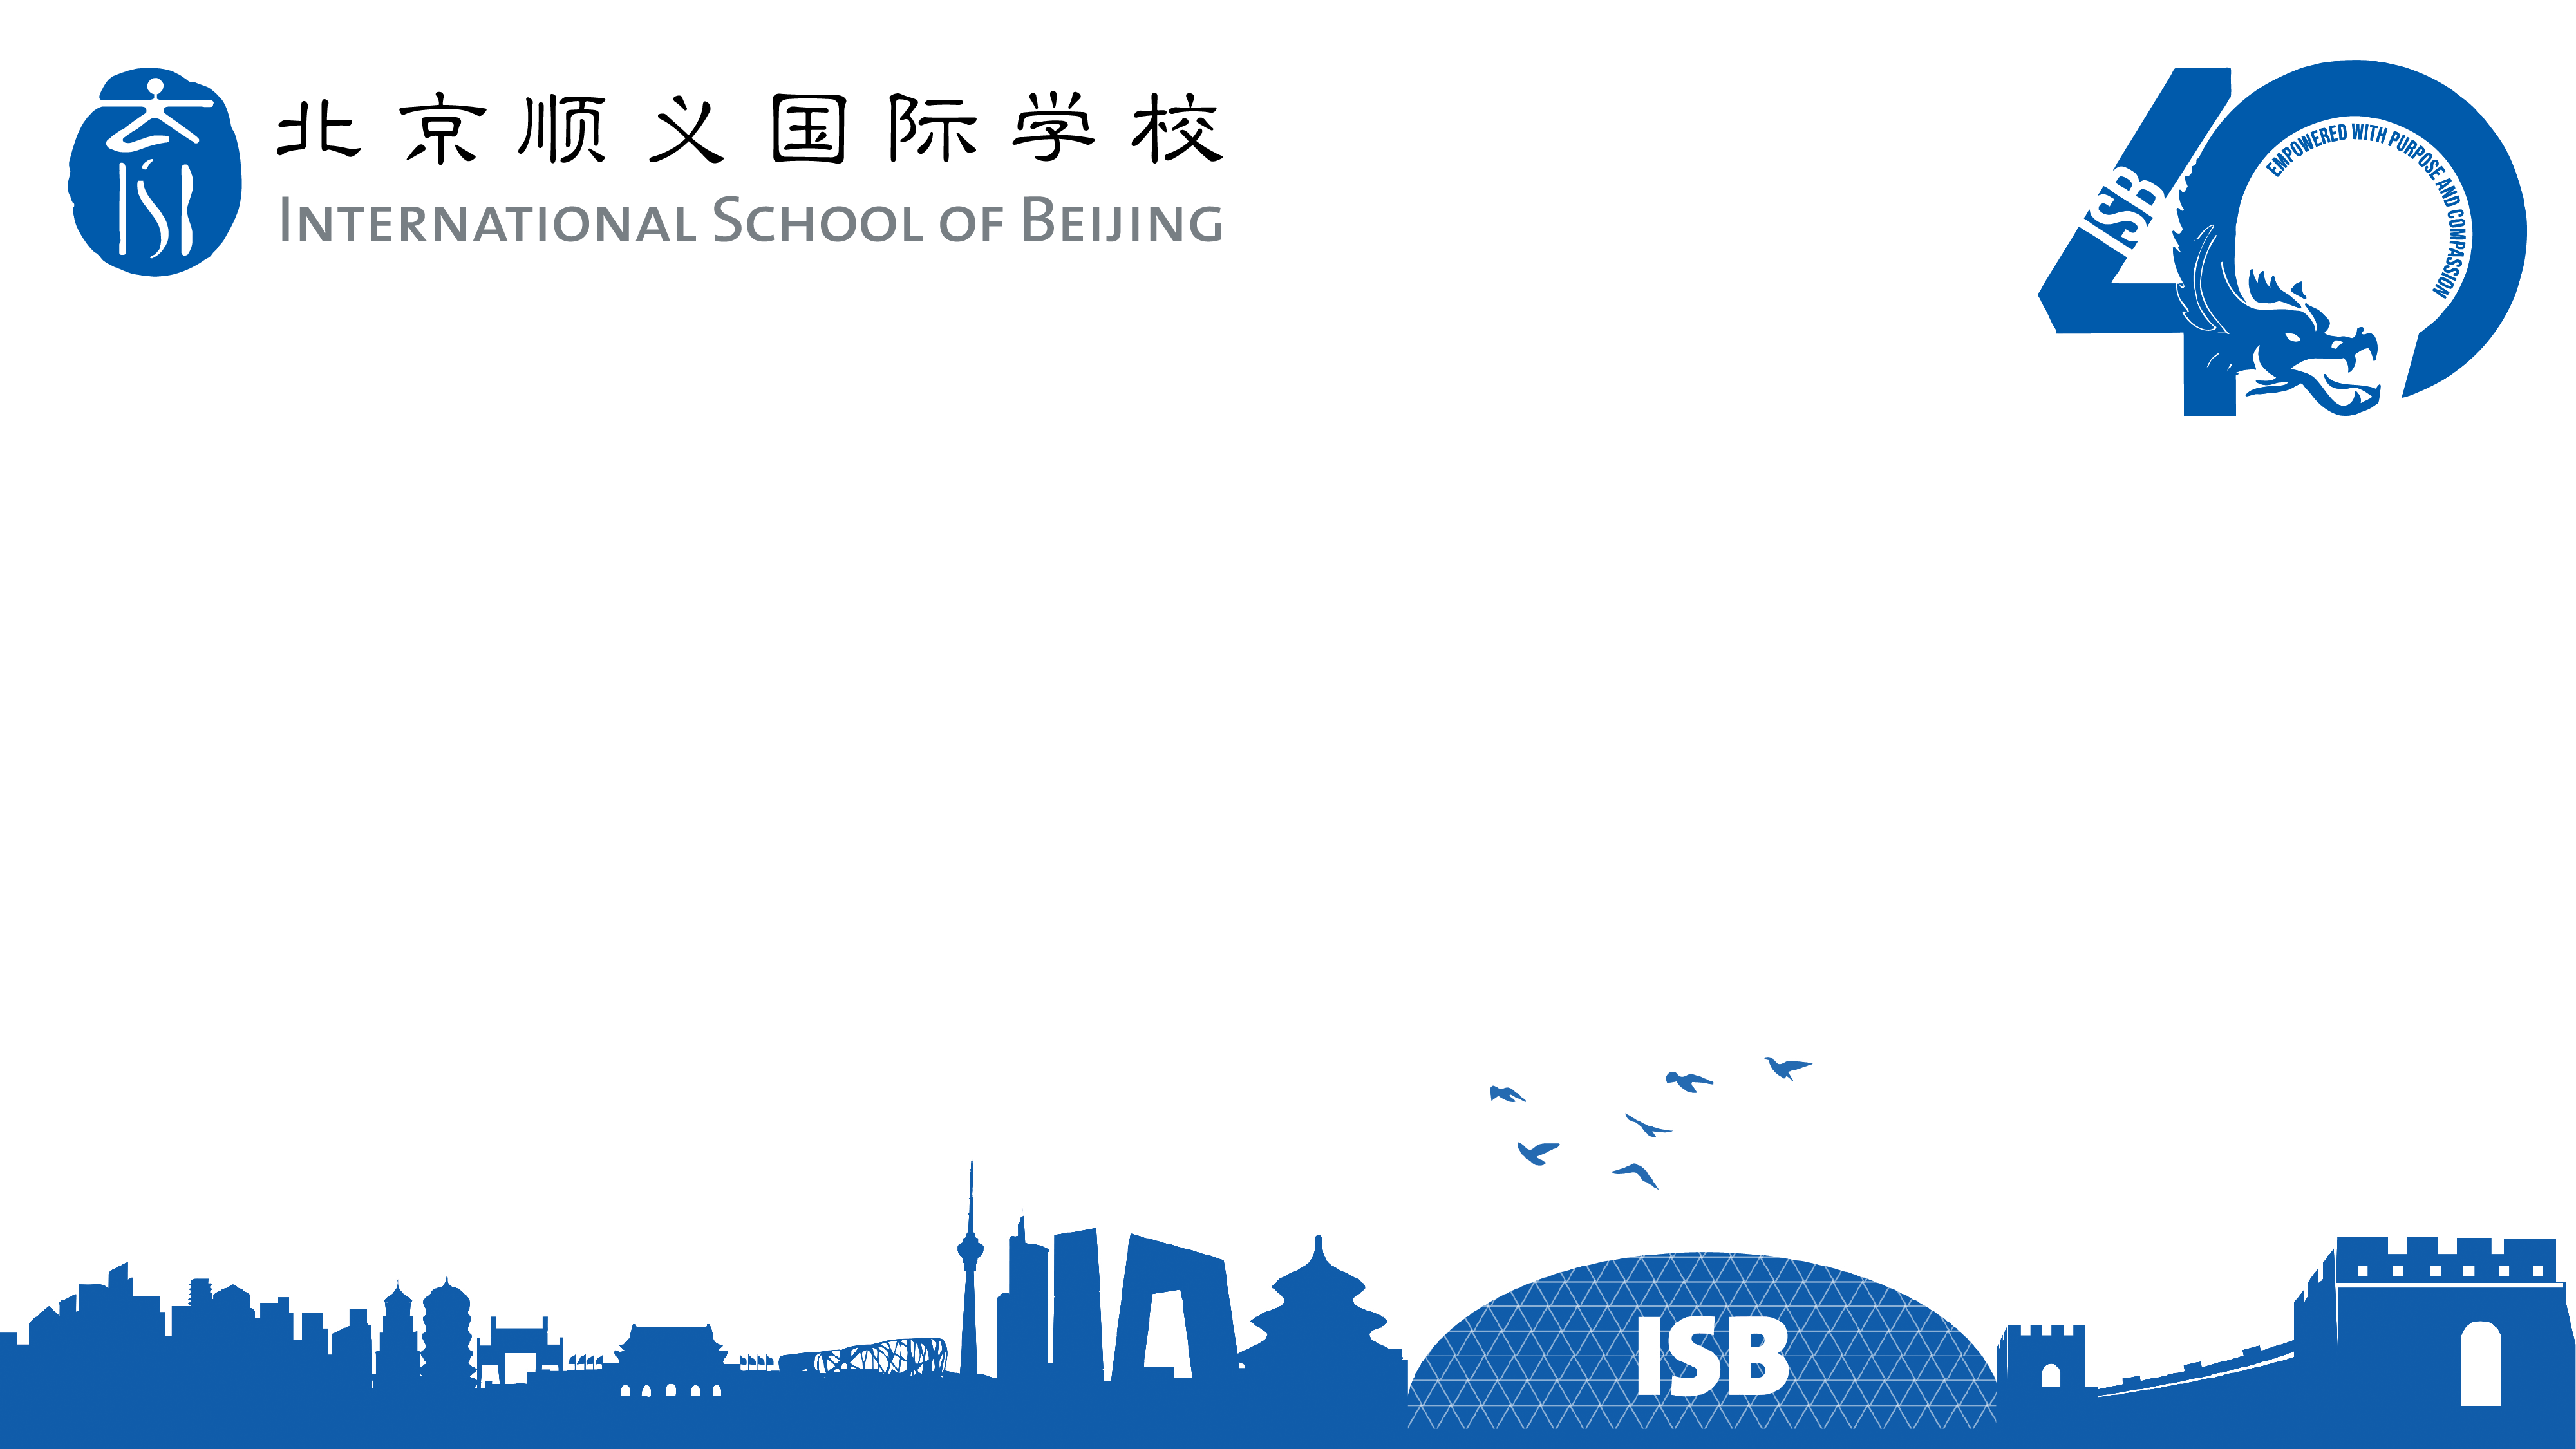 北京顺义国际学校
INTERNATIONAL SCHOOL OF BEIJING
ISB
EMPOWERED WITH PURPOSE AND COMPASSION
ISB